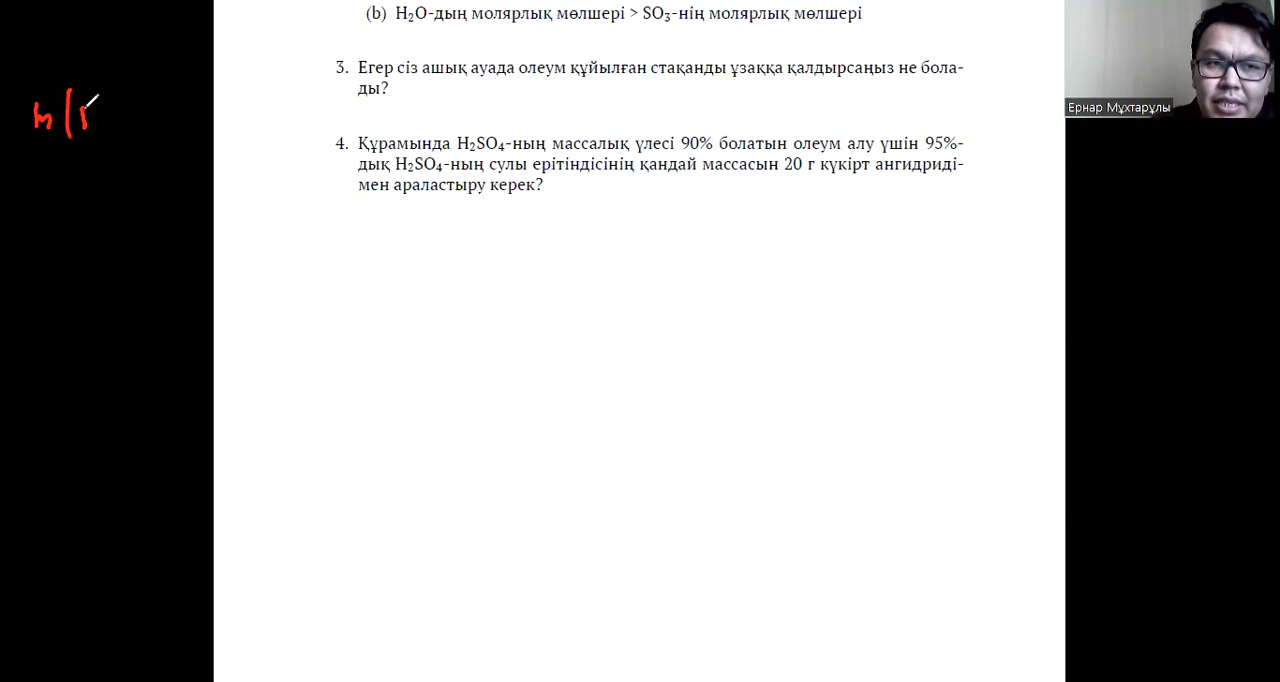 (b) H₂O-дың молярлық мөлшері > SO₃-нің молярлық мөлшері
3. Егер сіз ашық ауада олеум құйылған стақанды ұзаққа қалдырсаңыз не бола-
ды?
4. Құрамында H₂SO₄-ның массалық үлесі 90% болатын олеум алу үшін 95%-
дық H₂SO₄-ның сулы ерітіндісінің қандай массасын 20 г күкірт ангидриді-
мен араластыру керек?
Ернар Мұхтарұлы